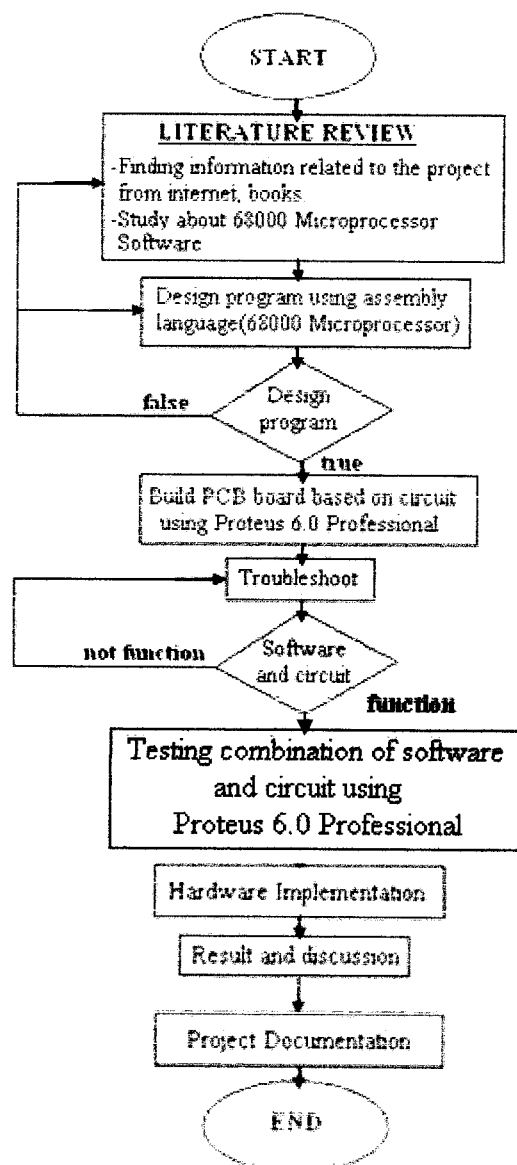 START
LITERATURE REVIEW
-Finding information related to the project
from internet, books.
-Study about 68000 Microprocessor
Software
Design program using assembly
language(68000 Microprocessor)
Design
program
false
true
Build PCB board based on circuit
using Proteus 6.0 Professional
Troubleshoot
Software
and circuit
not function
function
Testing combination of software
and circuit using
Proteus 6.0 Professional
Hardware Implementation
Result and discussion
Project Documentation
END